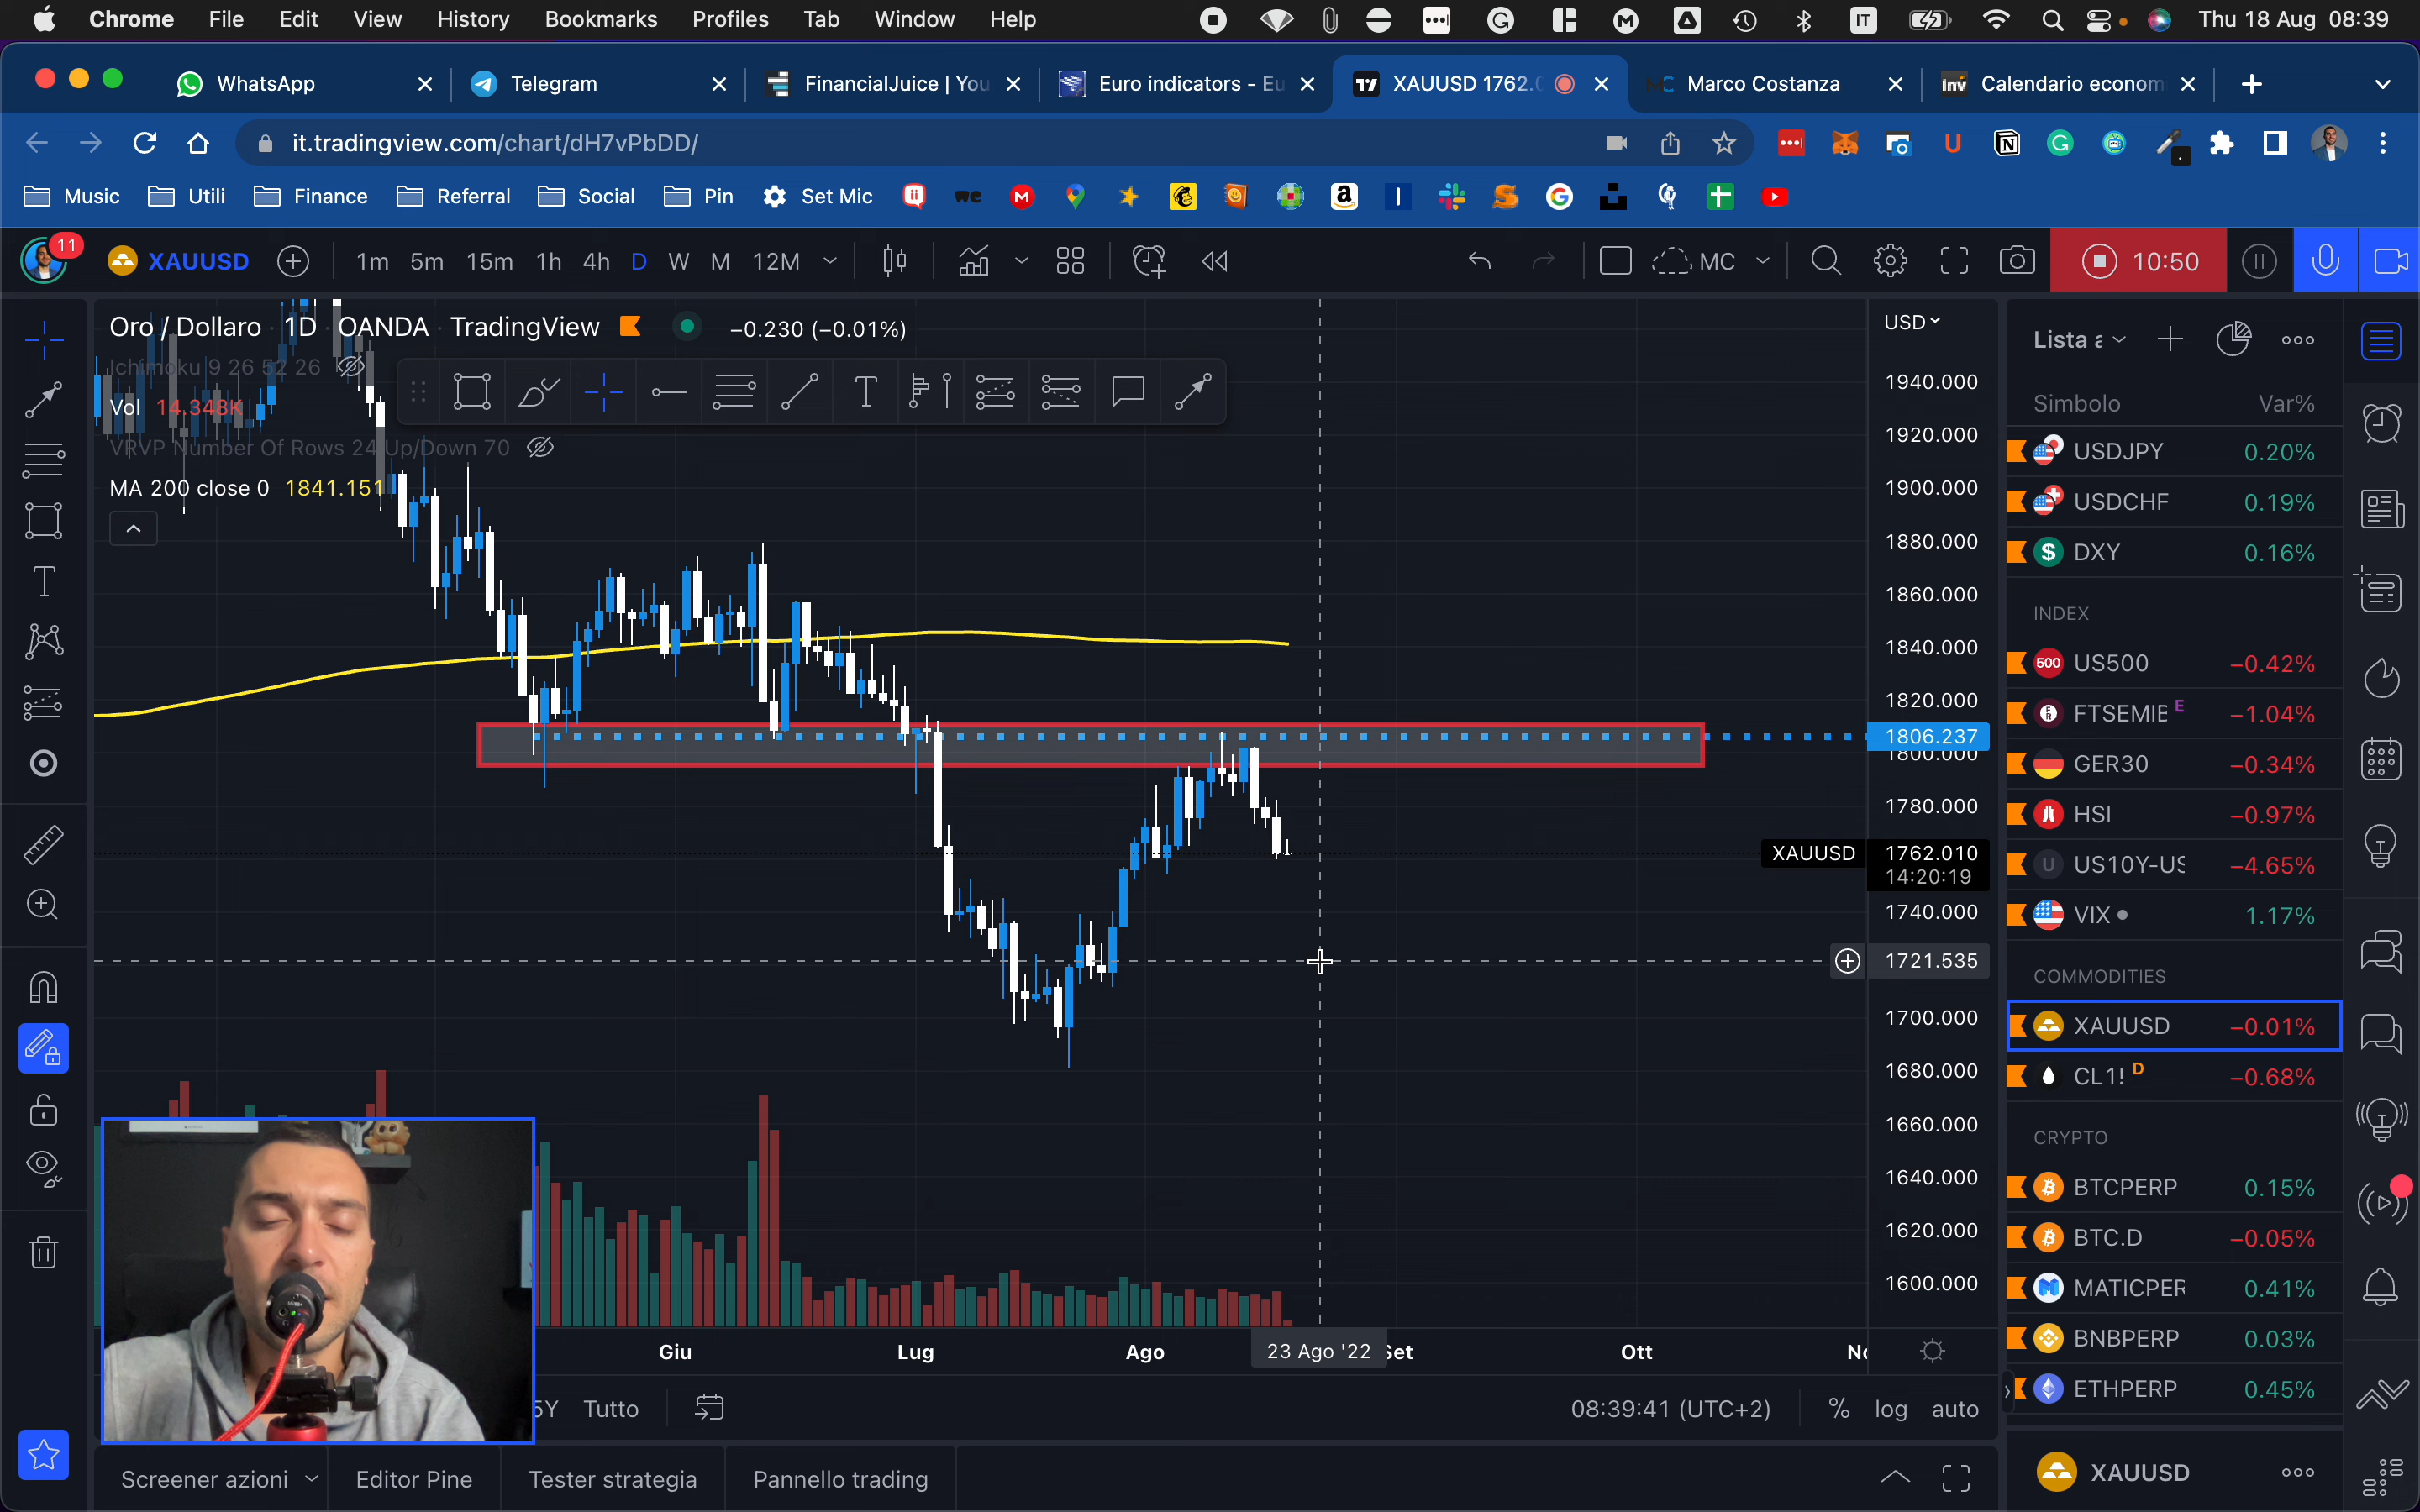 Chrome File Edit View History Bookmarks Profiles Tab Window Help IT Thu 18 Aug 08:39
WhatsApp Telegram FinancialJuice | You Euro indicators - Eu XAUUSD 1762.0 Marco Costanza Calendario econom
it.tradingview.com/chart/dH7vPbDD/
Music Utili Finance Referral Social Pin Set Mic
11 XAUUSD 1m 5m 15m 1h 4h D W M 12M MC 10:50
Oro / Dollaro 1D OANDA TradingView −0.230 (−0.01%)
Ichimoku 9 26 52 26
Vol 14.348K
VRVP Number Of Rows 24 Up/Down 70
MA 200 close 0 1841.151
USD
1940.000
1920.000
1900.000
1880.000
1860.000
1840.000
1820.000
1806.237
1800.000
1780.000
XAUUSD 1762.010
14:20:19
1740.000
1721.535
1700.000
1680.000
1660.000
1640.000
1620.000
1600.000
Giu Lug Ago 23 Ago '22 Set Ott
5Y Tutto 08:39:41 (UTC+2) % log auto
Screener azioni Editor Pine Tester strategia Pannello trading
Lista a
Simbolo Var%
USDJPY 0.20%
USDCHF 0.19%
DXY 0.16%
INDEX
US500 −0.42%
FTSEMIB E −1.04%
GER30 −0.34%
HSI −0.97%
US10Y-US −4.65%
VIX 1.17%
COMMODITIES
XAUUSD −0.01%
CL1! D −0.68%
CRYPTO
BTCPERP 0.15%
BTC.D −0.05%
MATICPER 0.41%
BNBPERP 0.03%
ETHPERP 0.45%
XAUUSD